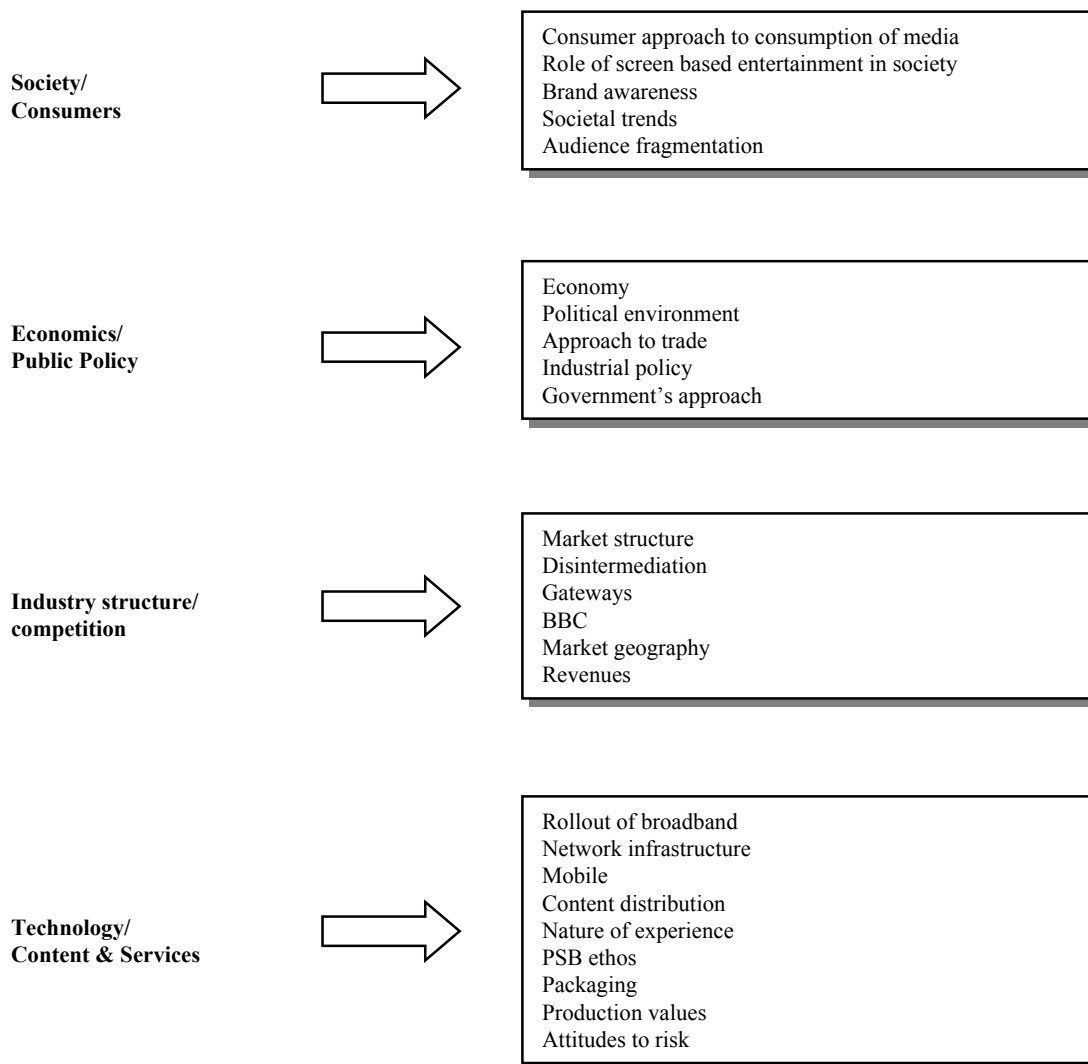 Society/
Consumers
Consumer approach to consumption of media
Role of screen based entertainment in society
Brand awareness
Societal trends
Audience fragmentation
Economics/
Public Policy
Economy
Political environment
Approach to trade
Industrial policy
Government’s approach
Industry structure/
competition
Market structure
Disintermediation
Gateways
BBC
Market geography
Revenues
Technology/
Content & Services
Rollout of broadband
Network infrastructure
Mobile
Content distribution
Nature of experience
PSB ethos
Packaging
Production values
Attitudes to risk